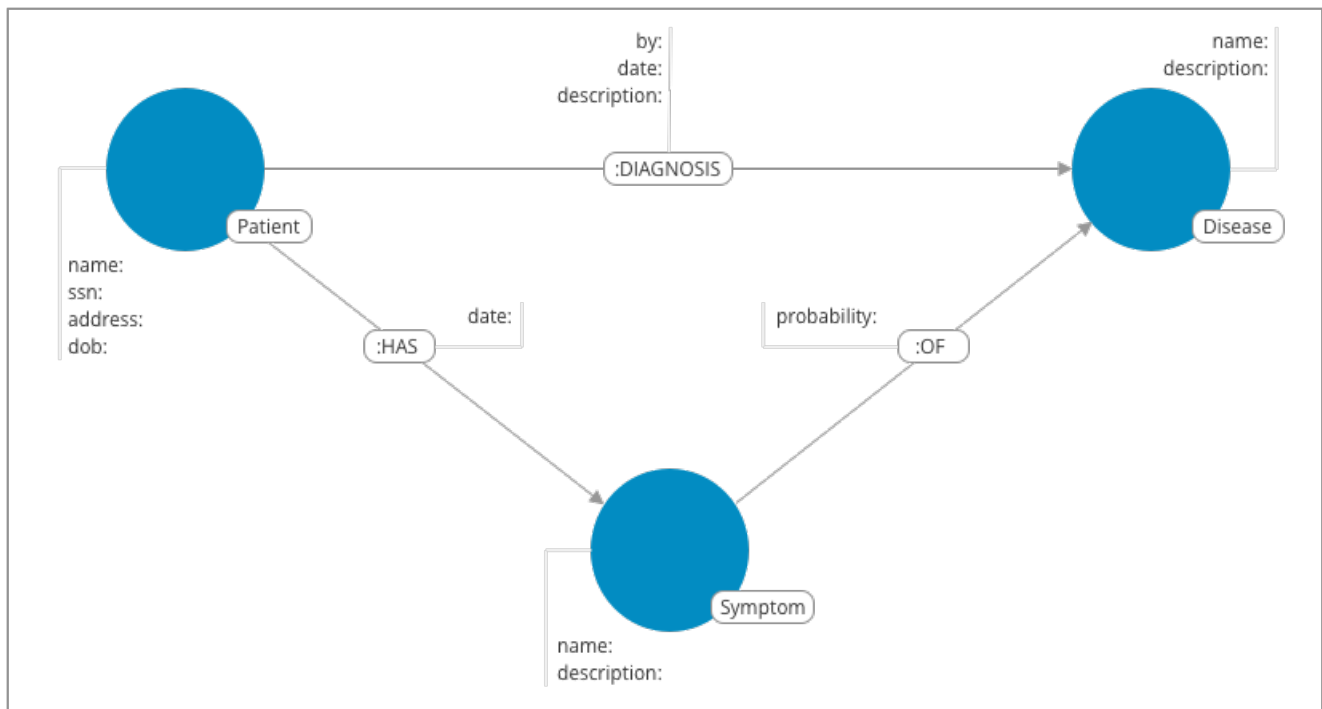 by:
date:
description:
name:
description:
:DIAGNOSIS
Patient
Disease
name:
ssn:
address:
dob:
date:
:HAS
probability:
:OF
Symptom
name:
description: